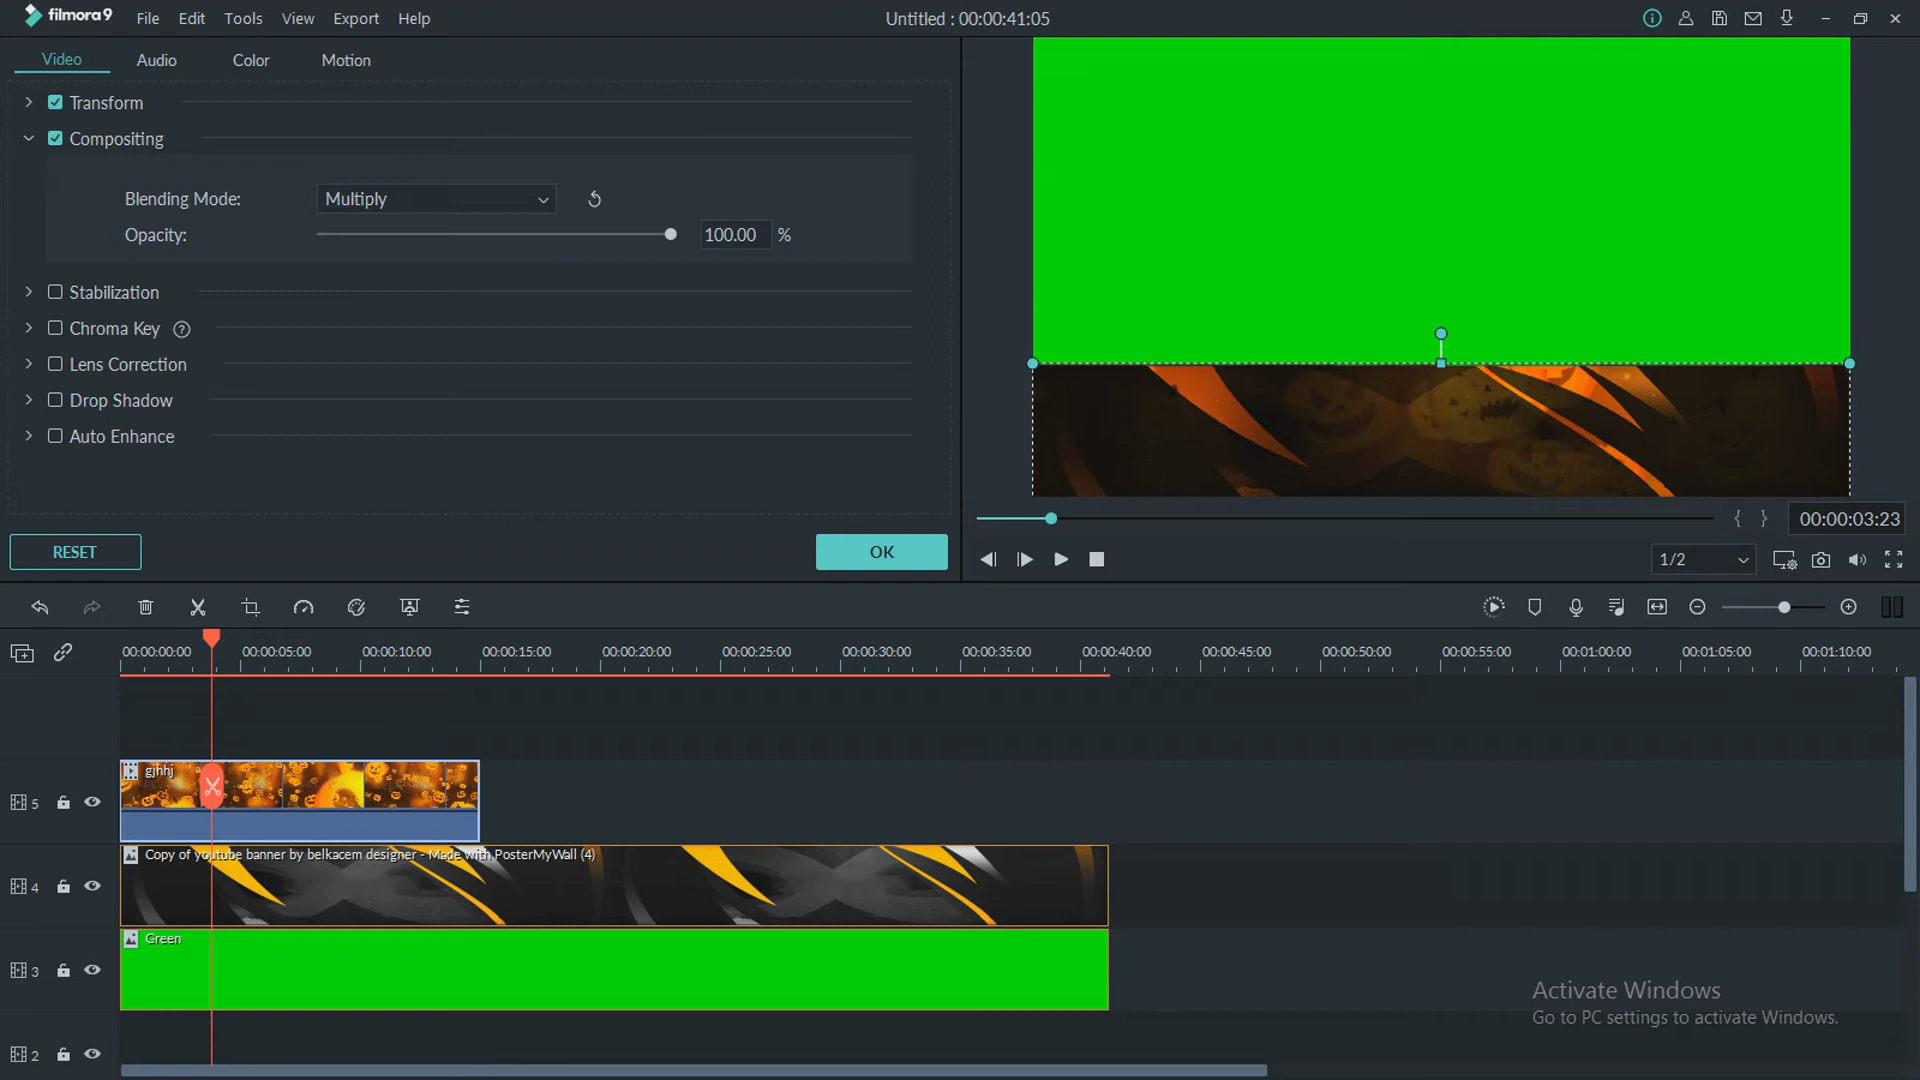 filmora9 File Edit Tools View Export Help Untitled : 00:00:41:05
Video Audio Color Motion
Transform
Compositing
Blending Mode: Multiply
Opacity: 100.00 %
Stabilization
Chroma Key ?
Lens Correction
Drop Shadow
Auto Enhance
RESET OK
{ } 00:00:03:23
1/2
00:00:00:00 00:00:05:00 00:00:10:00 00:00:15:00 00:00:20:00 00:00:25:00 00:00:30:00 00:00:35:00 00:00:40:00 00:00:45:00 00:00:50:00 00:00:55:00 00:01:00:00 00:01:05:00 00:01:10:00
gjhhj
5
Copy of youtube banner by belkacem designer - Made with PosterMyWall (4)
4
Green
3
Activate Windows
Go to PC settings to activate Windows.
2